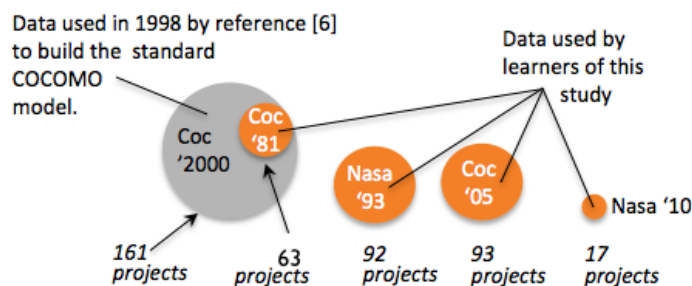 Data used in 1998 by reference [6]
to build the standard
COCOMO
model.
Data used by
learners of this
study
Coc
'2000
Coc
'81
Nasa
'93
Coc
'05
Nasa '10
161
projects
63
projects
92
projects
93
projects
17
projects